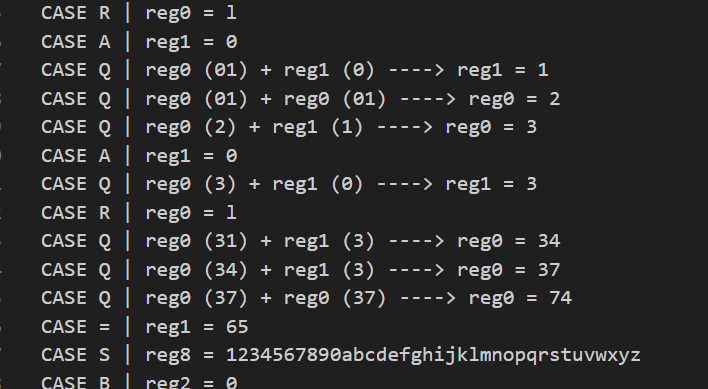 CASE R | reg0 = l
CASE A | reg1 = 0
CASE Q | reg0 (01) + reg1 (0) ----> reg1 = 1
CASE Q | reg0 (01) + reg0 (01) ----> reg0 = 2
CASE Q | reg0 (2) + reg1 (1) ----> reg0 = 3
CASE A | reg1 = 0
CASE Q | reg0 (3) + reg1 (0) ----> reg1 = 3
CASE R | reg0 = l
CASE Q | reg0 (31) + reg1 (3) ----> reg0 = 34
CASE Q | reg0 (34) + reg1 (3) ----> reg0 = 37
CASE Q | reg0 (37) + reg0 (37) ----> reg0 = 74
CASE = | reg1 = 65
CASE S | reg8 = 1234567890abcdefghijklmnopqrstuvwxyz
CASE B | reg2 = 0